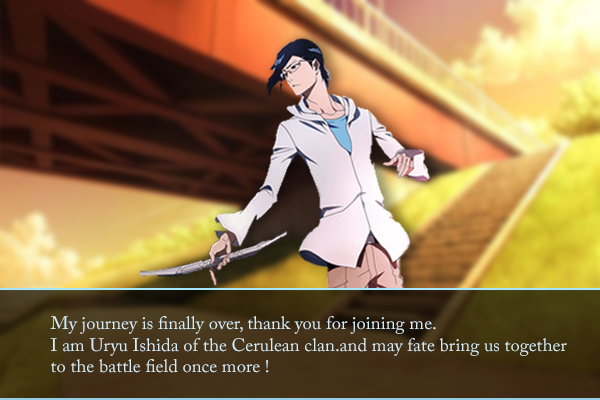 My journey is finally over, thank you for joining me.
I am Uryu Ishida of the Cerulean clan.and may fate bring us together
to the battle field once more !